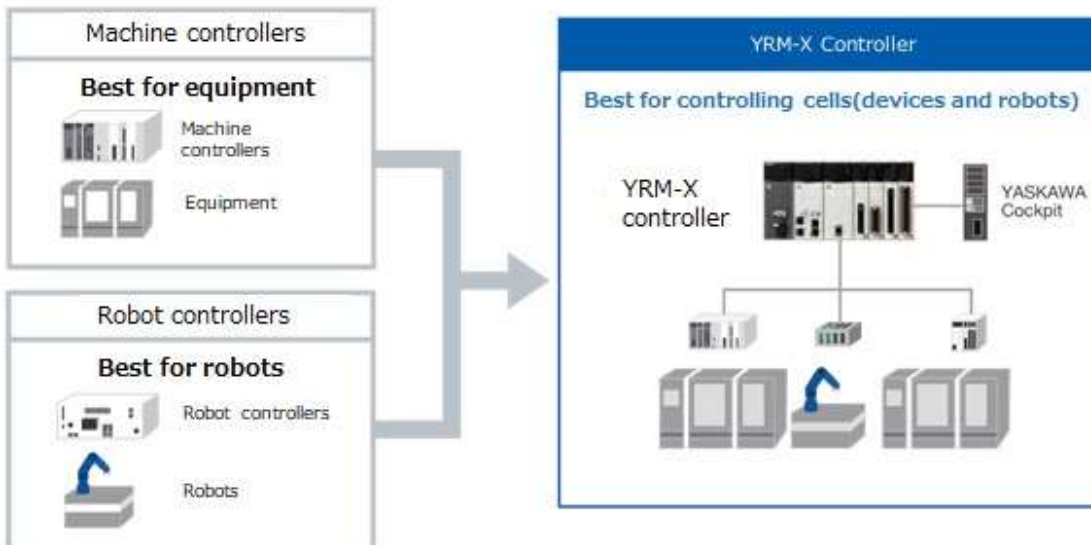 Machine controllers
Best for equipment
Machine
controllers
Equipment
Robot controllers
Best for robots
Robot controllers
Robots
YRM-X Controller
Best for controlling cells(devices and robots)
YRM-X
controller
YASKAWA
Cockpit